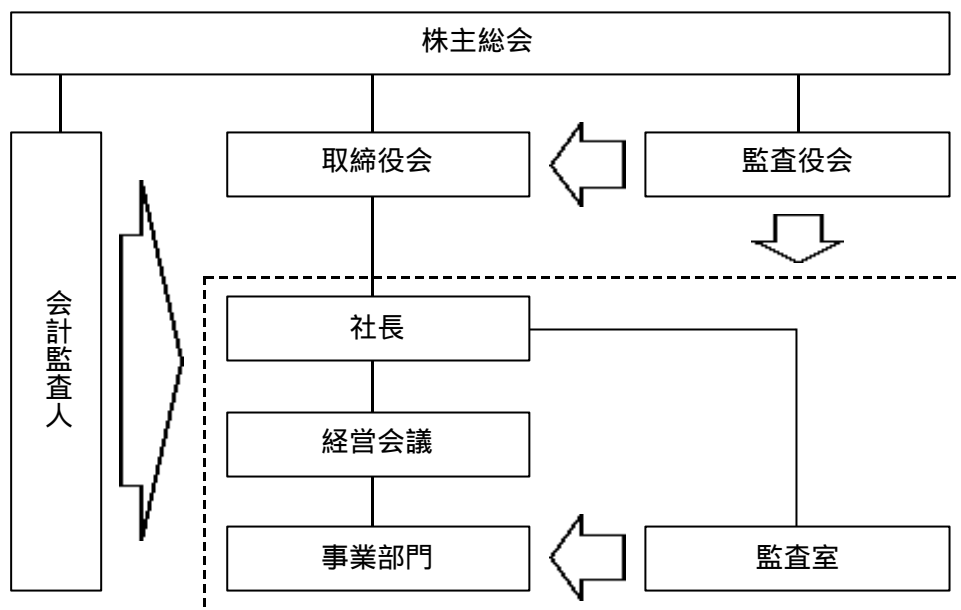 株主総会
取締役会
監査役会
会計監査人
社長
経営会議
事業部門
監査室